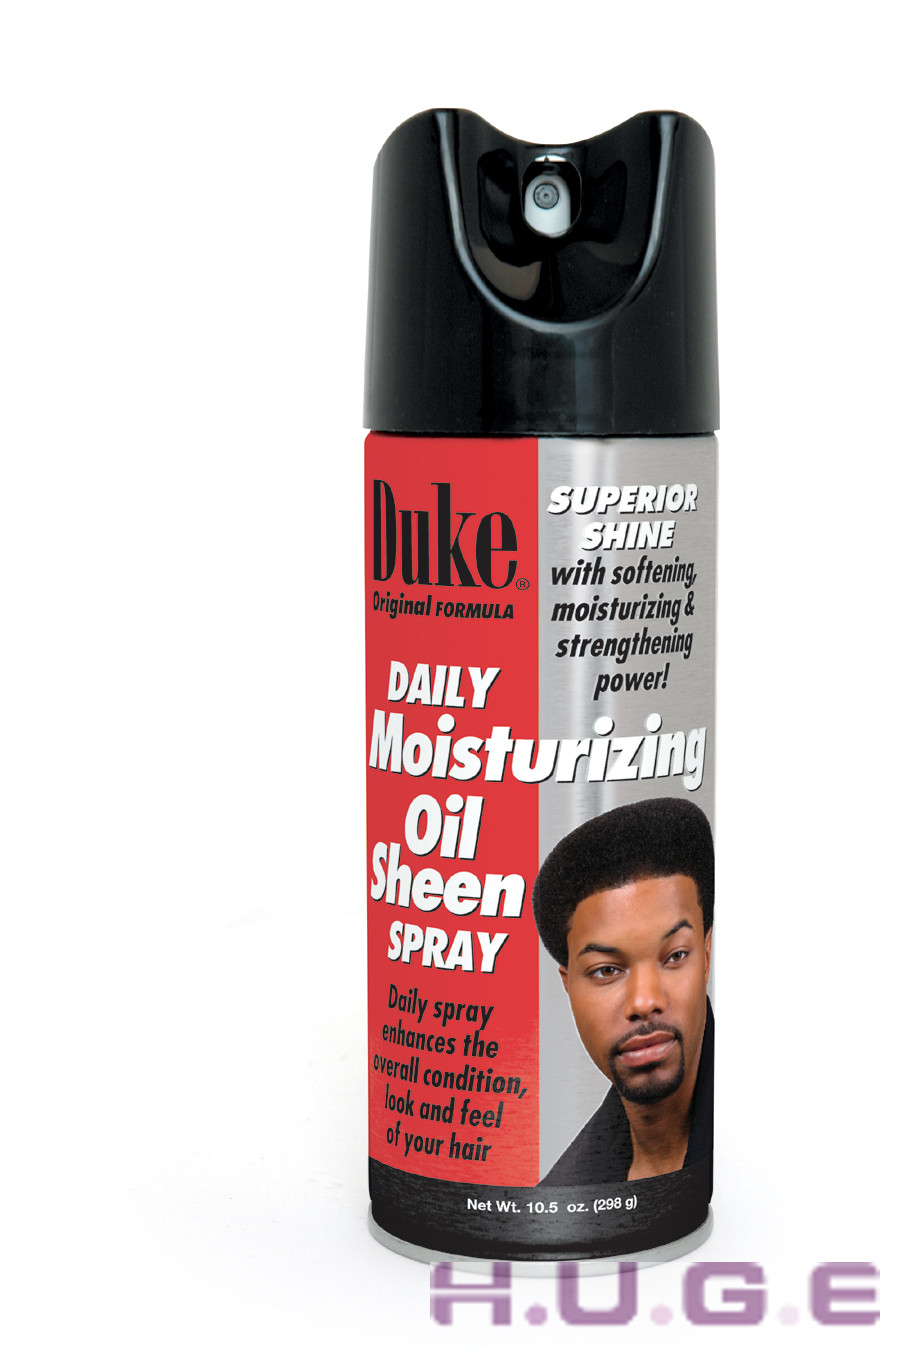 Duke®
Original FORMULA
SUPERIOR
SHINE
with softening,
moisturizing &
strengthening
power!
DAILY
Moisturizing
Oil
Sheen
SPRAY
Daily spray
enhances the
overall condition,
look and feel
of your hair
Net Wt. 10.5 oz. (298 g)
H.U.G.E